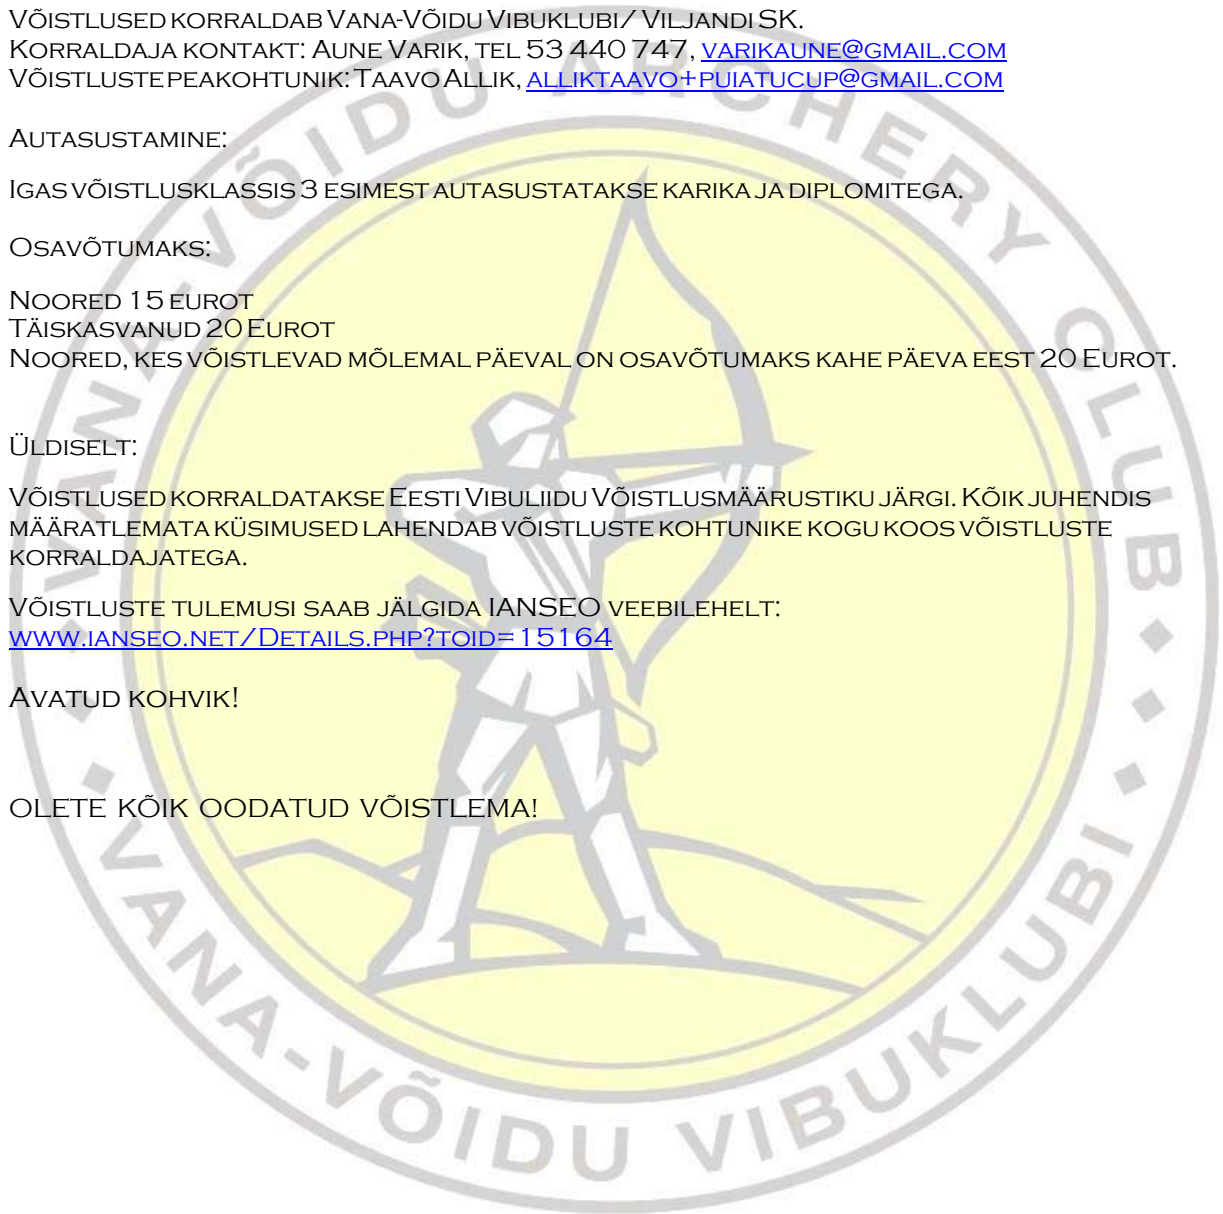 Võistlused korraldab Vana-Võidu Vibuklubi/ Viljandi SK.
Korraldaja kontakt: Aune Varik, tel 53 440 747, varikaune@gmail.com
Võistluste peakohtunik: Taavo Allik, alliktaavo+puiatucup@gmail.com
Autasustamine:
Igas võistlusklassis 3 esimest autasustatakse karika ja diplomitega.
Osavõtumaks:
Noored 15 eurot
Täiskasvanud 20 Eurot
Noored, kes võistlevad mõlemal päeval on osavõtumaks kahe päeva eest 20 Eurot.
Üldiselt:
Võistlused korraldatakse Eesti Vibuliidu Võistlusmäärustiku järgi. Kõik juhendis
määratlemata küsimused lahendab võistluste kohtunike kogu koos võistluste
korraldajatega.
Võistluste tulemusi saab jälgida IANSEO veebilehelt:
www.ianseo.net/Details.php?toid=15164
Avatud kohvik!
OLETE KÕIK OODATUD VÕISTLEMA!
VANA-VÕIDU ARCHERY CLUB
VANA-VÕIDU VIBUKLUBI